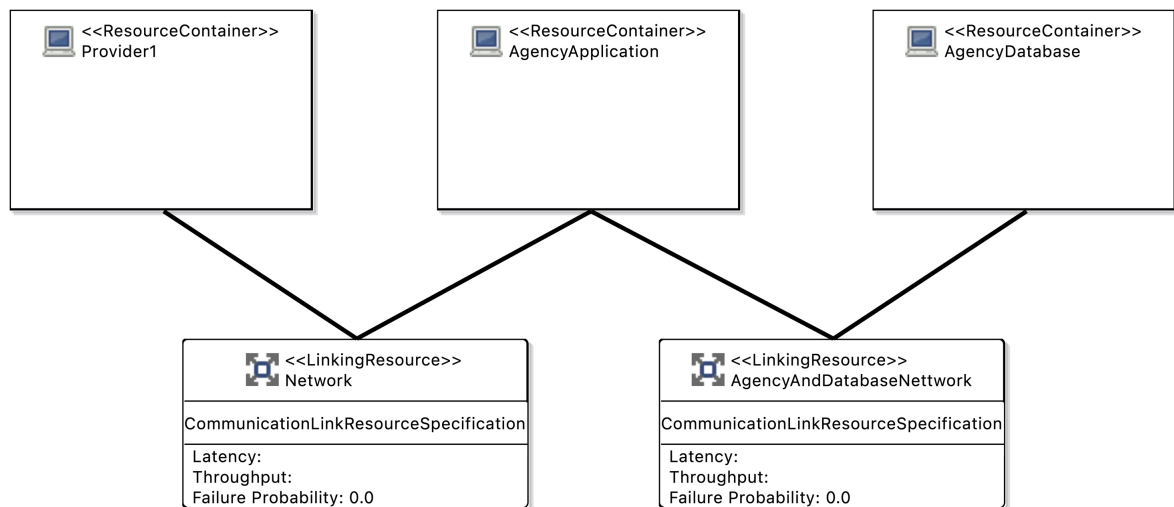 <<ResourceContainer>>
Provider1
<<ResourceContainer>>
AgencyApplication
<<ResourceContainer>>
AgencyDatabase
<<LinkingResource>>
Network
CommunicationLinkResourceSpecification
Latency:
Throughput:
Failure Probability: 0.0
<<LinkingResource>>
AgencyAndDatabaseNettwork
CommunicationLinkResourceSpecification
Latency:
Throughput:
Failure Probability: 0.0